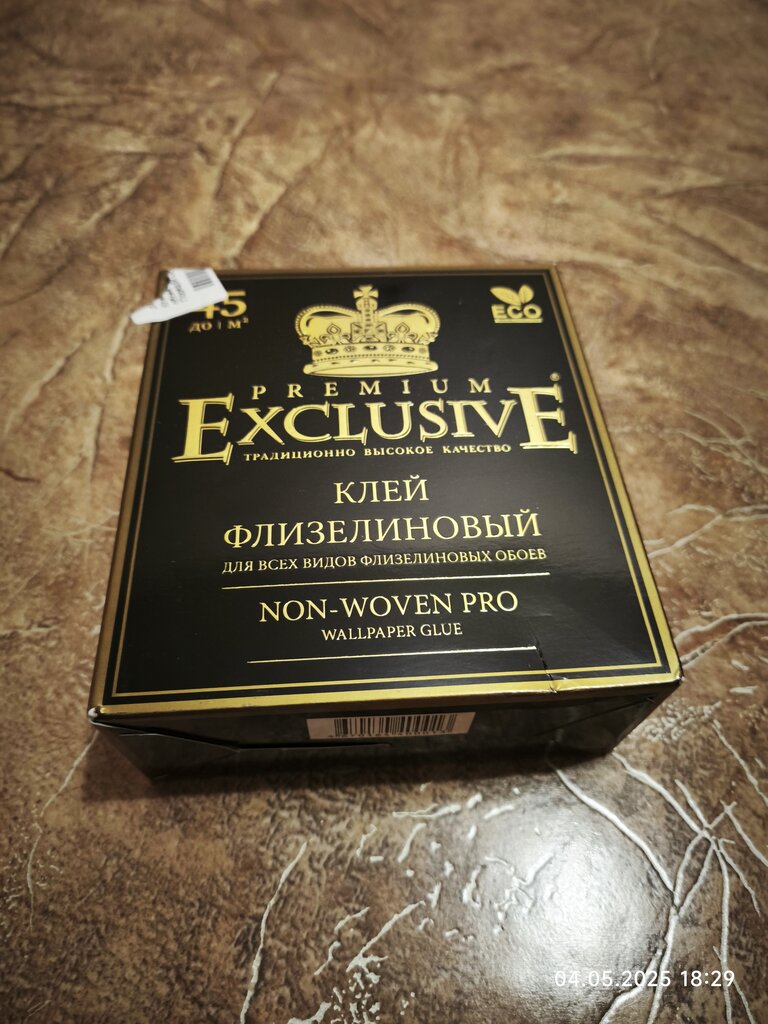 45
ДО | М²
ECO
PREMIUM
EXCLUSIVE®
ТРАДИЦИОННО ВЫСОКОЕ КАЧЕСТВО
КЛЕЙ
ФЛИЗЕЛИНОВЫЙ
ДЛЯ ВСЕХ ВИДОВ ФЛИЗЕЛИНОВЫХ ОБОЕВ
NON-WOVEN PRO
WALLPAPER GLUE
04.05.2025 18:29